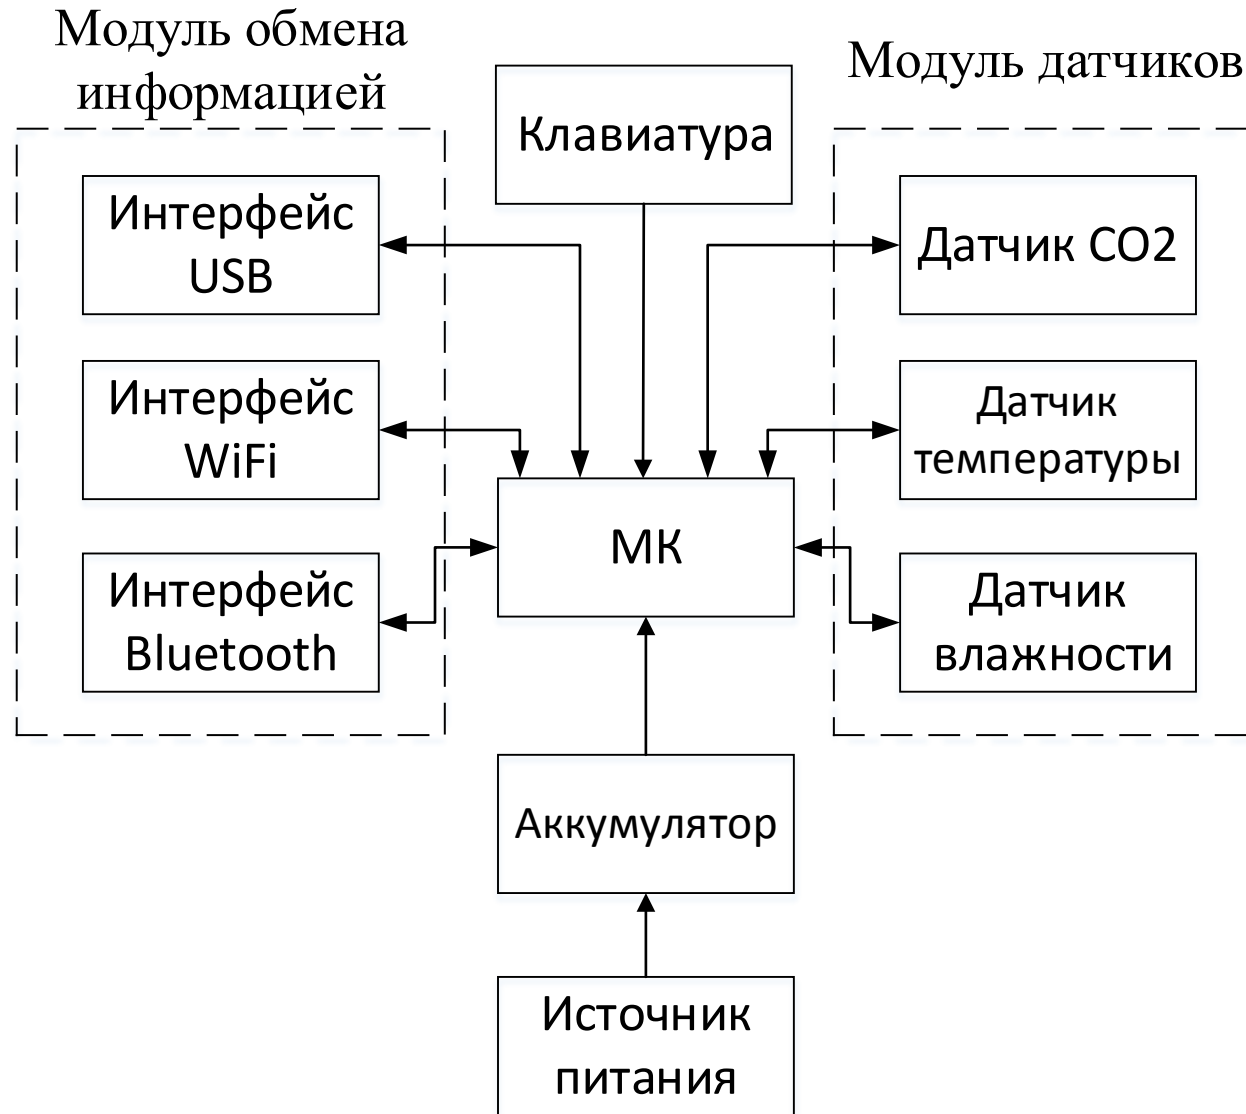 Модуль обмена
информацией
Модуль датчиков
Клавиатура
Интерфейс
USB
Датчик CO2
Интерфейс
WiFi
Датчик
температуры
МК
Интерфейс
Bluetooth
Датчик
влажности
Аккумулятор
Источник
питания